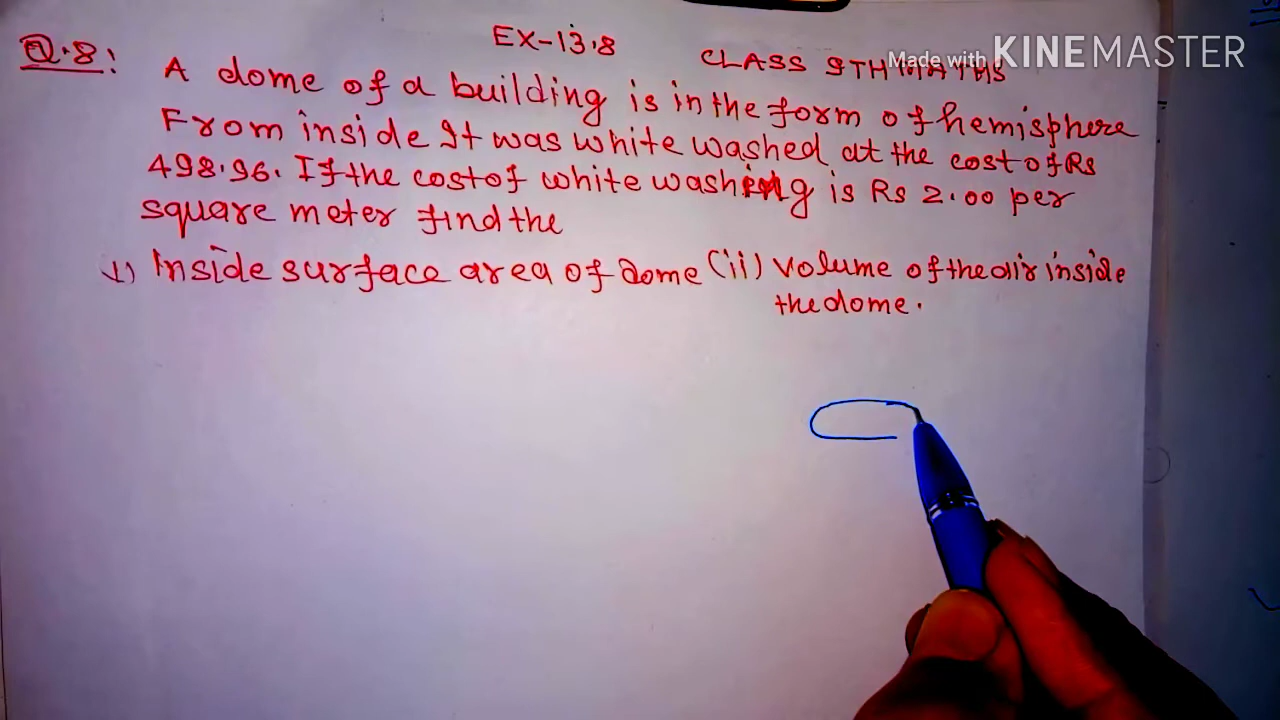 EX-13.8
Made with KINEMASTER
Q.8: CLASS 9TH MATHS
A dome of a building is in the form of hemisphere
From inside It was white washed at the cost of Rs
498.96. If the cost of white washing is Rs 2.00 per
square meter find the
(i) Inside surface area of dome (ii) volume of the air inside
the dome.